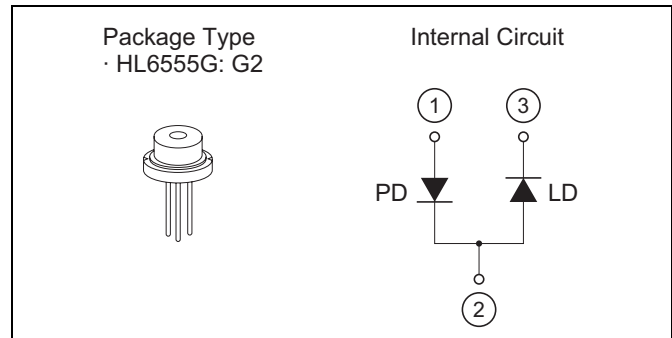 Package Type
· HL6555G: G2
Internal Circuit
1
3
PD
LD
2